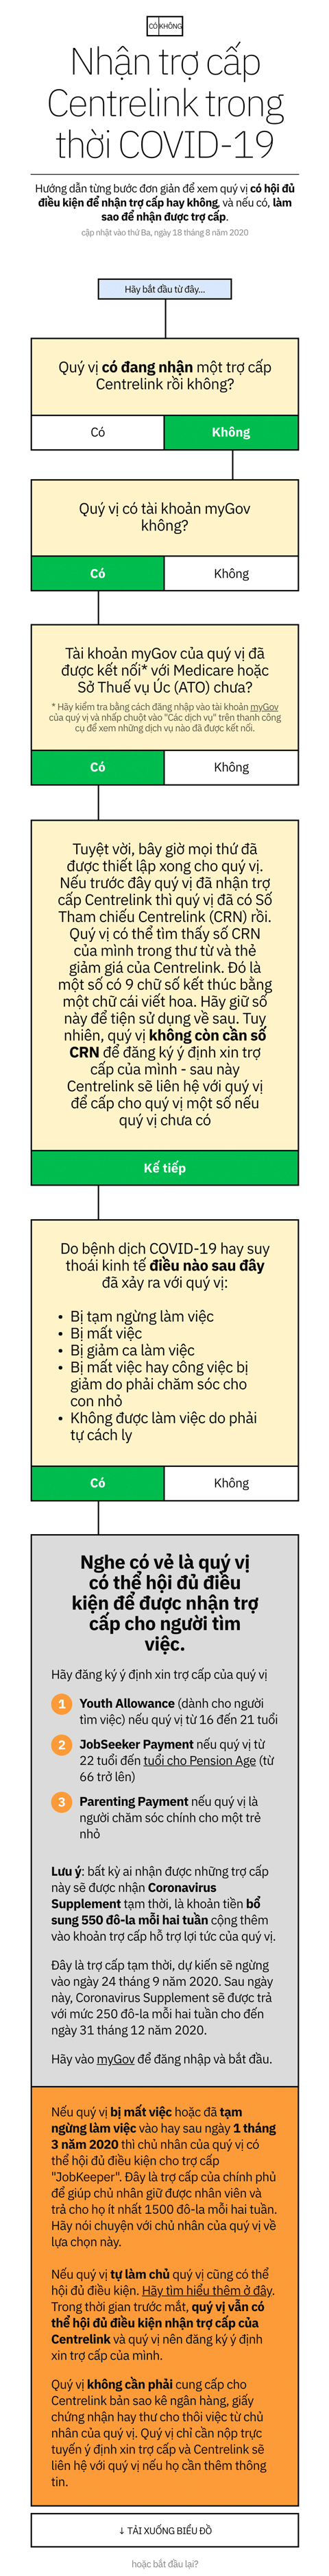 CÓ KHÔNG
Nhận trợ cấp
Centrelink trong
thời COVID-19
Hướng dẫn từng bước đơn giản để xem quý vị có hội đủ
điều kiện để nhận trợ cấp hay không, và nếu có, làm
sao để nhận được trợ cấp.
cập nhật vào thứ Ba, ngày 18 tháng 8 năm 2020
Hãy bắt đầu từ đây...
Quý vị có đang nhận một trợ cấp
Centrelink rồi không?
Có
Không
Quý vị có tài khoản myGov
không?
Có
Không
Tài khoản myGov của quý vị đã
được kết nối* với Medicare hoặc
Sở Thuế vụ Úc (ATO) chưa?
* Hãy kiểm tra bằng cách đăng nhập vào tài khoản myGov
của quý vị và nhấp chuột vào "Các dịch vụ" trên thanh công
cụ để xem những dịch vụ nào đã được kết nối.
Có
Không
Tuyệt vời, bây giờ mọi thứ đã
được thiết lập xong cho quý vị.
Nếu trước đây quý vị đã nhận trợ
cấp Centrelink thì quý vị đã có Số
Tham chiếu Centrelink (CRN) rồi.
Quý vị có thể tìm thấy số CRN
của mình trong thư từ và thẻ
giảm giá của Centrelink. Đó là
một số có 9 chữ số kết thúc bằng
một chữ cái viết hoa. Hãy giữ số
này để tiện sử dụng về sau. Tuy
nhiên, quý vị không còn cần số
CRN để đăng ký ý định xin trợ
cấp của mình - sau này
Centrelink sẽ liên hệ với quý vị
để cấp cho quý vị một số nếu
quý vị chưa có
Kế tiếp
Do bệnh dịch COVID-19 hay suy
thoái kinh tế điều nào sau đây
đã xảy ra với quý vị:
• Bị tạm ngừng làm việc
• Bị mất việc
• Bị giảm ca làm việc
• Bị mất việc hay công việc bị
giảm do phải chăm sóc cho
con nhỏ
• Không được làm việc do phải
tự cách ly
Có
Không
Nghe có vẻ là quý vị
có thể hội đủ điều
kiện để được nhận trợ
cấp cho người tìm
việc.
Hãy đăng ký ý định xin trợ cấp của quý vị
1 Youth Allowance (dành cho người
tìm việc) nếu quý vị từ 16 đến 21 tuổi
2 JobSeeker Payment nếu quý vị từ
22 tuổi đến tuổi cho Pension Age (từ
66 trở lên)
3 Parenting Payment nếu quý vị là
người chăm sóc chính cho một trẻ
nhỏ
Lưu ý: bất kỳ ai nhận được những trợ cấp
này sẽ được nhận Coronavirus
Supplement tạm thời, là khoản tiền bổ
sung 550 đô-la mỗi hai tuần cộng thêm
vào khoản trợ cấp hỗ trợ lợi tức của quý vị.
Đây là trợ cấp tạm thời, dự kiến sẽ ngừng
vào ngày 24 tháng 9 năm 2020. Sau ngày
này, Coronavirus Supplement sẽ được trả
với mức 250 đô-la mỗi hai tuần cho đến
ngày 31 tháng 12 năm 2020.
Hãy vào myGov để đăng nhập và bắt đầu.
Nếu quý vị bị mất việc hoặc đã tạm
ngừng làm việc vào hay sau ngày 1 tháng
3 năm 2020 thì chủ nhân của quý vị có
thể hội đủ điều kiện cho trợ cấp
"JobKeeper". Đây là trợ cấp của chính phủ
để giúp chủ nhân giữ được nhân viên và
trả cho họ ít nhất 1500 đô-la mỗi hai tuần.
Hãy nói chuyện với chủ nhân của quý vị về
lựa chọn này.
Nếu quý vị tự làm chủ quý vị cũng có thể
hội đủ điều kiện. Hãy tìm hiểu thêm ở đây.
Trong thời gian trước mắt, quý vị vẫn có
thể hội đủ điều kiện nhận trợ cấp của
Centrelink và quý vị nên đăng ký ý định
xin trợ cấp của mình.
Quý vị không cần phải cung cấp cho
Centrelink bản sao kê ngân hàng, giấy
chứng nhận hay thư cho thôi việc từ chủ
nhân của quý vị. Quý vị chỉ cần nộp trực
tuyến ý định xin trợ cấp và Centrelink sẽ
liên hệ với quý vị nếu họ cần thêm thông
tin.
↓ TẢI XUỐNG BIỂU ĐỒ
hoặc bắt đầu lại?